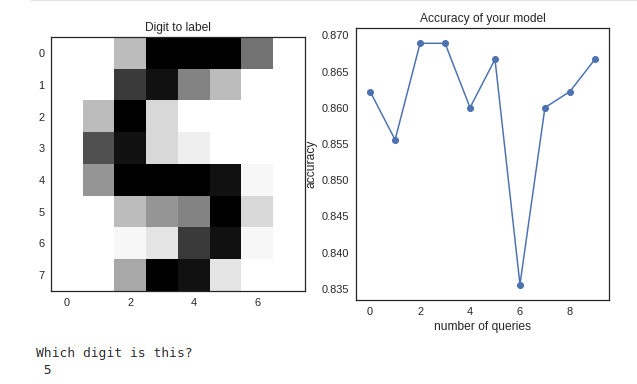 Digit to label
0
1
2
3
4
5
6
7
0 2 4 6
Accuracy of your model
accuracy
0.870
0.865
0.860
0.855
0.850
0.845
0.840
0.835
0 2 4 6 8
number of queries
Which digit is this?
5